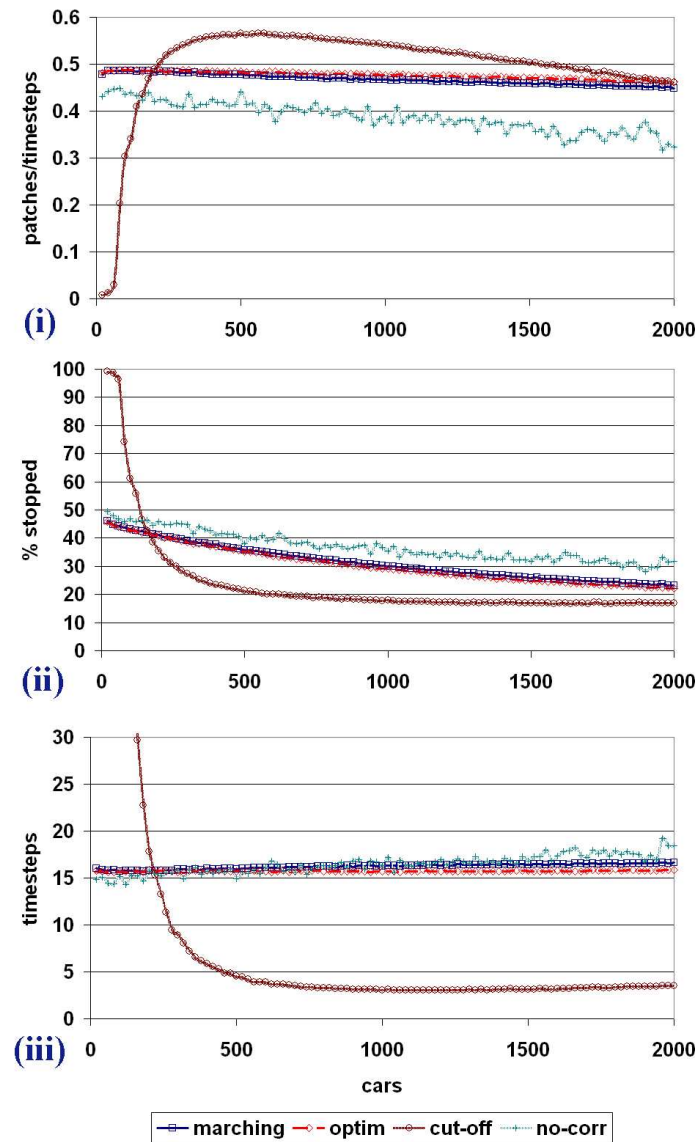 0.6
0.5
0.4
0.3
0.2
0.1
0
patches/timesteps
0 500 1000 1500 2000
(i)
100
90
80
70
60
50
40
30
20
10
0
% stopped
0 500 1000 1500 2000
(ii)
30
25
20
15
10
5
0
timesteps
0 500 1000 1500 2000
(iii)
cars
marching optim cut-off no-corr